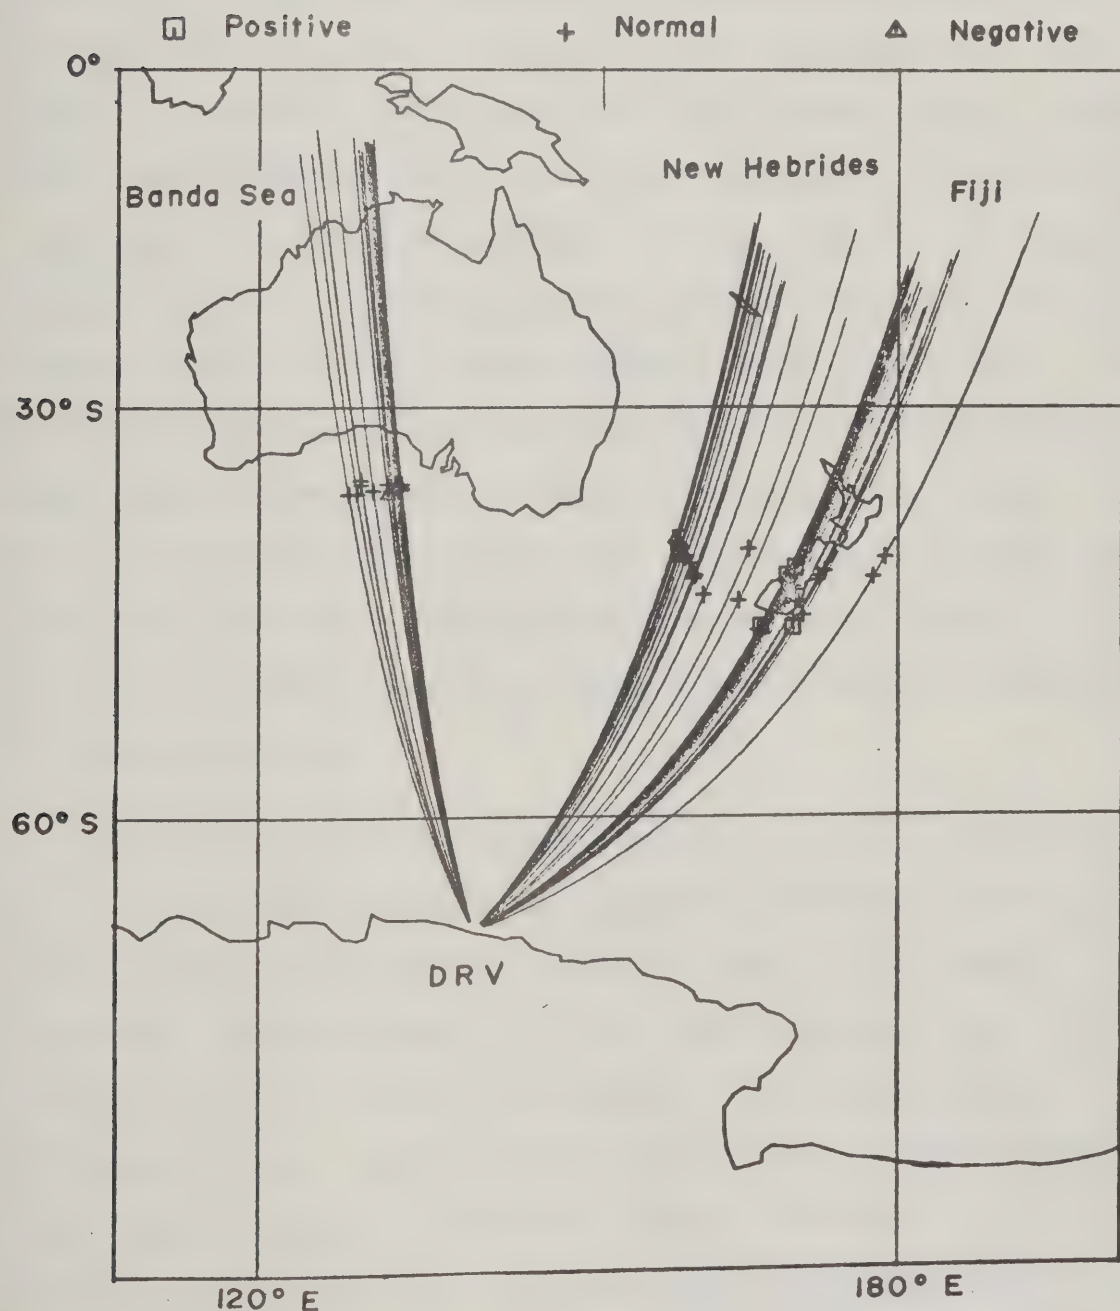 Positive Normal Negative
0°
New Hebrides
Banda Sea Fiji
30° S
60° S
DRV
120° E 180° E